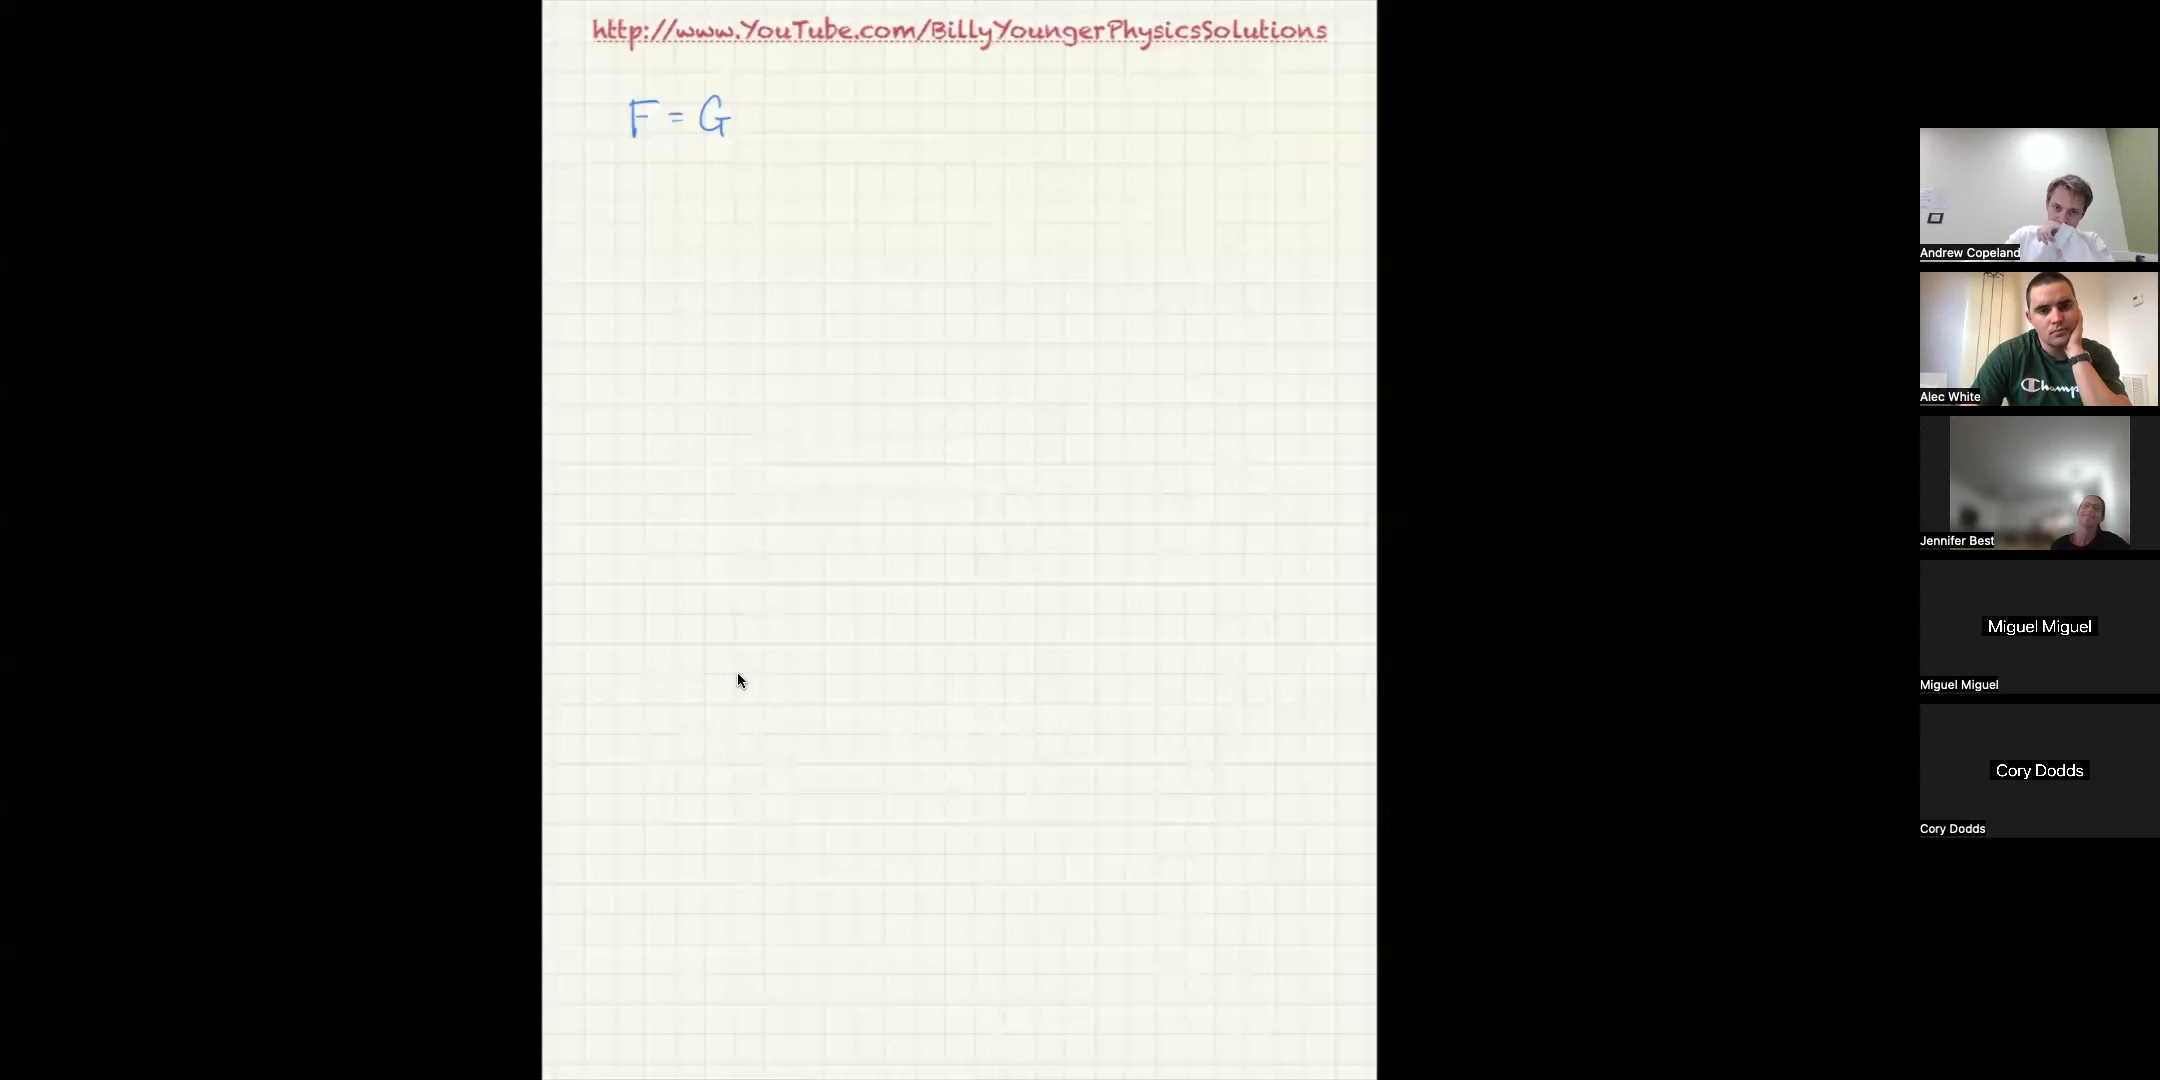 http://www.YouTube.com/BillyYoungerPhysicsSolutions
F = G
Andrew Copeland
Champ
Alec White
Jennifer Best
Miguel Miguel
Miguel Miguel
Cory Dodds
Cory Dodds